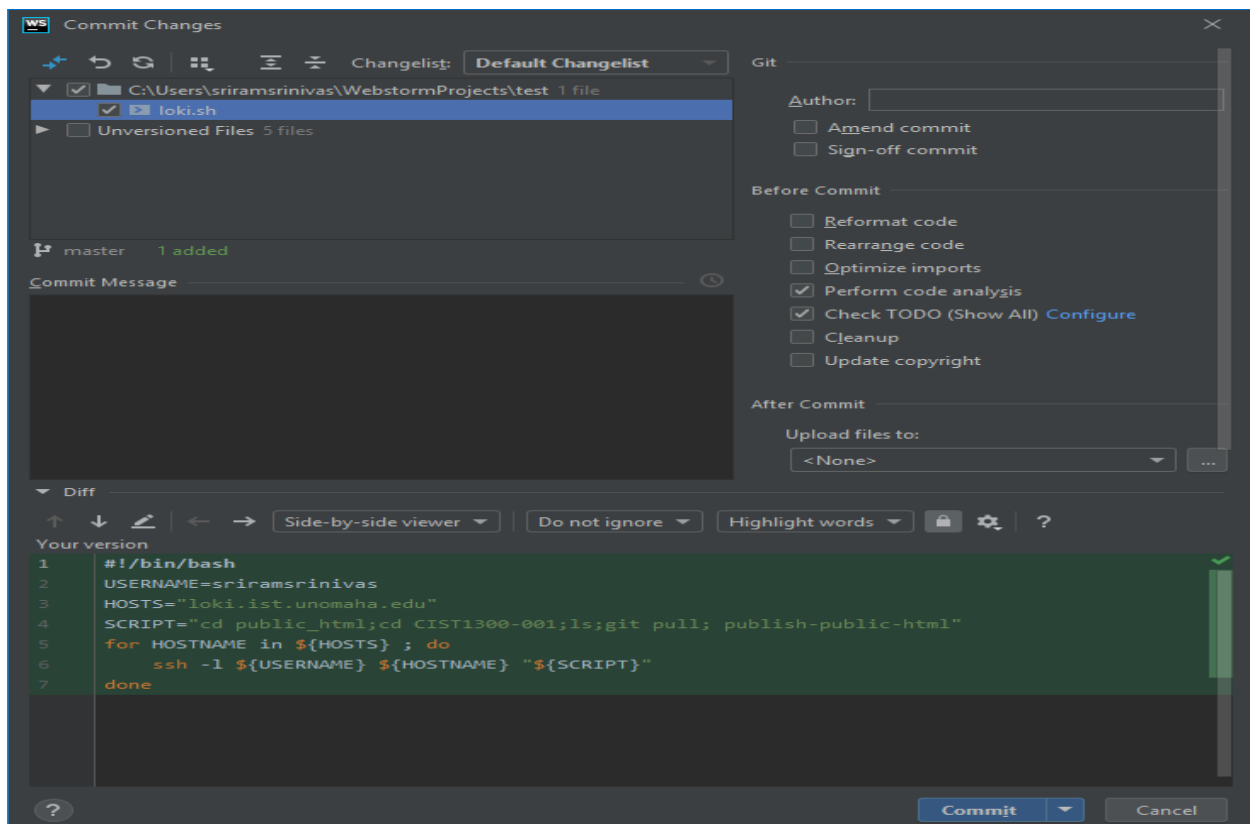 WS Commit Changes
Changelist: Default Changelist
C:\Users\sriramsrinivas\WebstormProjects\test 1 file
loki.sh
Unversioned Files 5 files
master 1 added
Commit Message
Git
Author:
Amend commit
Sign-off commit
Before Commit
Reformat code
Rearrange code
Optimize imports
Perform code analysis
Check TODO (Show All) Configure
Cleanup
Update copyright
After Commit
Upload files to:
<None>
...
Diff
Side-by-side viewer Do not ignore Highlight words ?
Your version
1 #!/bin/bash
2 USERNAME=sriramsrinivas
3 HOSTS="loki.ist.unomaha.edu"
4 SCRIPT="cd public_html;cd CIST1300-001;ls;git pull; publish-public-html"
5 for HOSTNAME in ${HOSTS} ; do
6 ssh -l ${USERNAME} ${HOSTNAME} "${SCRIPT}"
7 done
? Commit Cancel